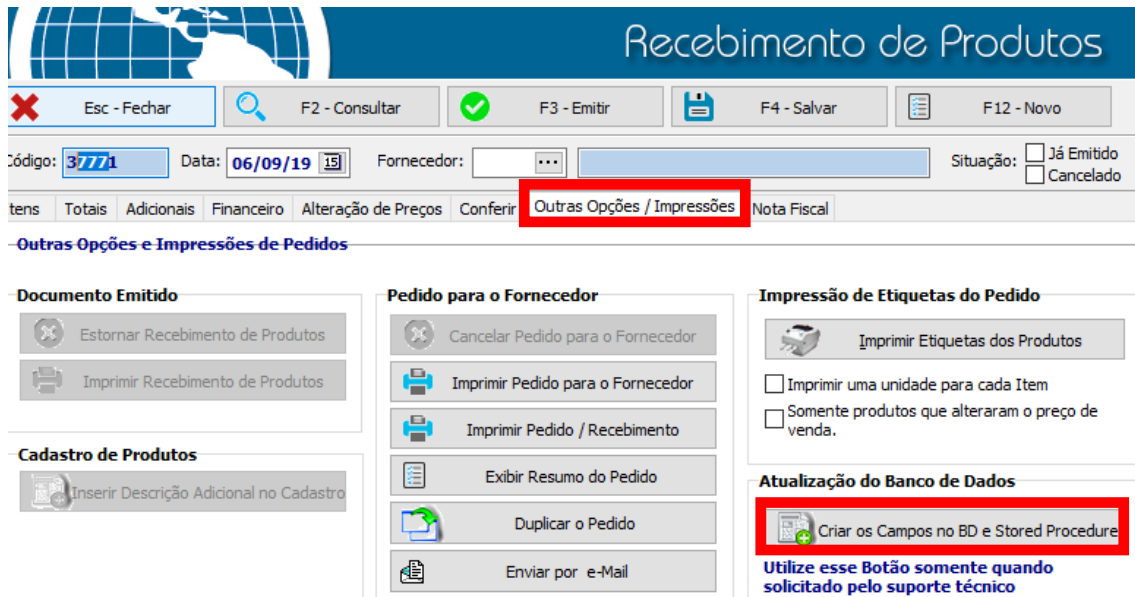 Recebimento de Produtos
Esc - Fechar
F2 - Consultar
F3 - Emitir
F4 - Salvar
F12 - Novo
Código: 37771
Data: 06/09/19 15
Fornecedor: ...
Situação:
Já Emitido
Cancelado
tens
Totais
Adicionais
Financeiro
Alteração de Preços
Conferir
Outras Opções / Impressões
Nota Fiscal
Outras Opções e Impressões de Pedidos
Documento Emitido
Estornar Recebimento de Produtos
Imprimir Recebimento de Produtos
Cadastro de Produtos
Inserir Descrição Adicional no Cadastro
Pedido para o Fornecedor
Cancelar Pedido para o Fornecedor
Imprimir Pedido para o Fornecedor
Imprimir Pedido / Recebimento
Exibir Resumo do Pedido
Duplicar o Pedido
Enviar por e-Mail
Impressão de Etiquetas do Pedido
Imprimir Etiquetas dos Produtos
Imprimir uma unidade para cada Item
Somente produtos que alteraram o preço de
venda.
Atualização do Banco de Dados
Criar os Campos no BD e Stored Procedure
Utilize esse Botão somente quando
solicitado pelo suporte técnico